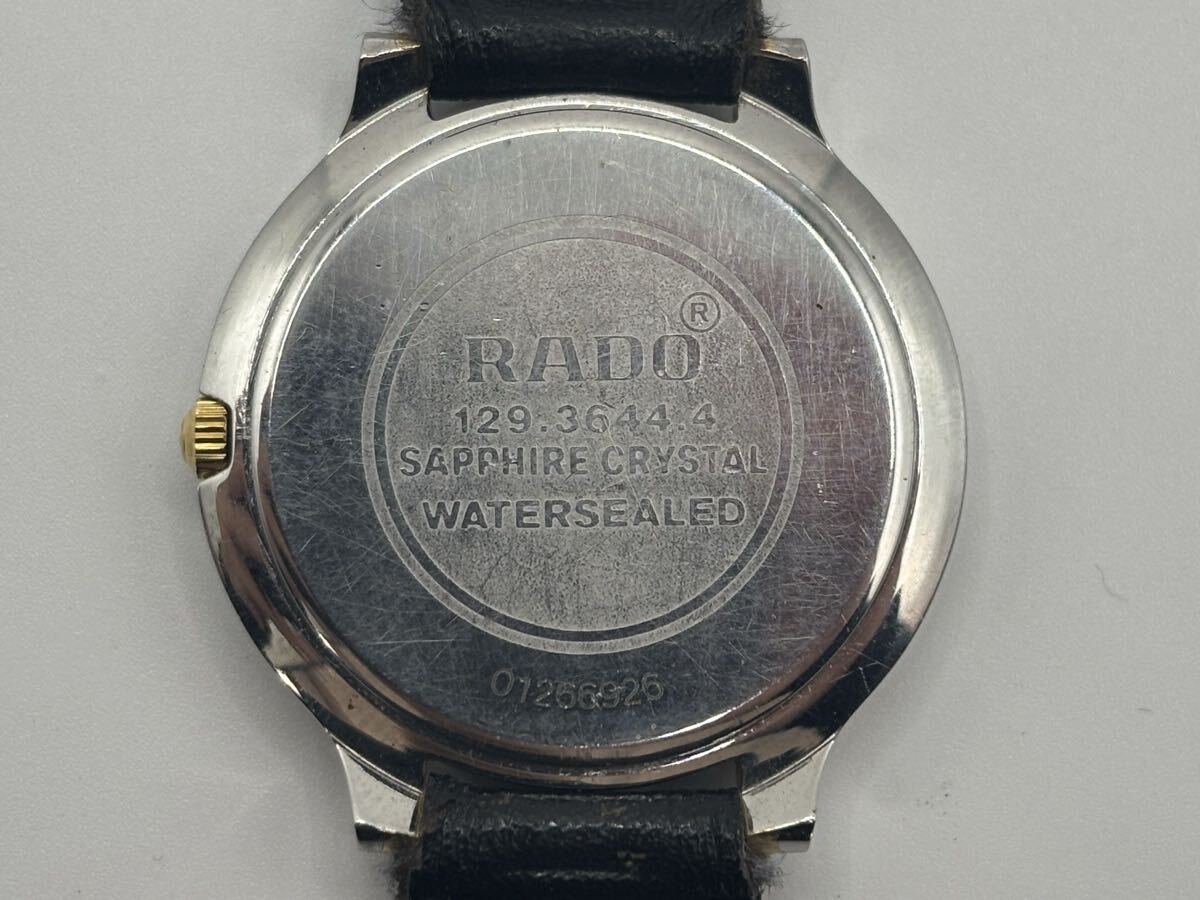 RADO®
129.3644.4
SAPPHIRE CRYSTAL
WATERSEALED
01266926